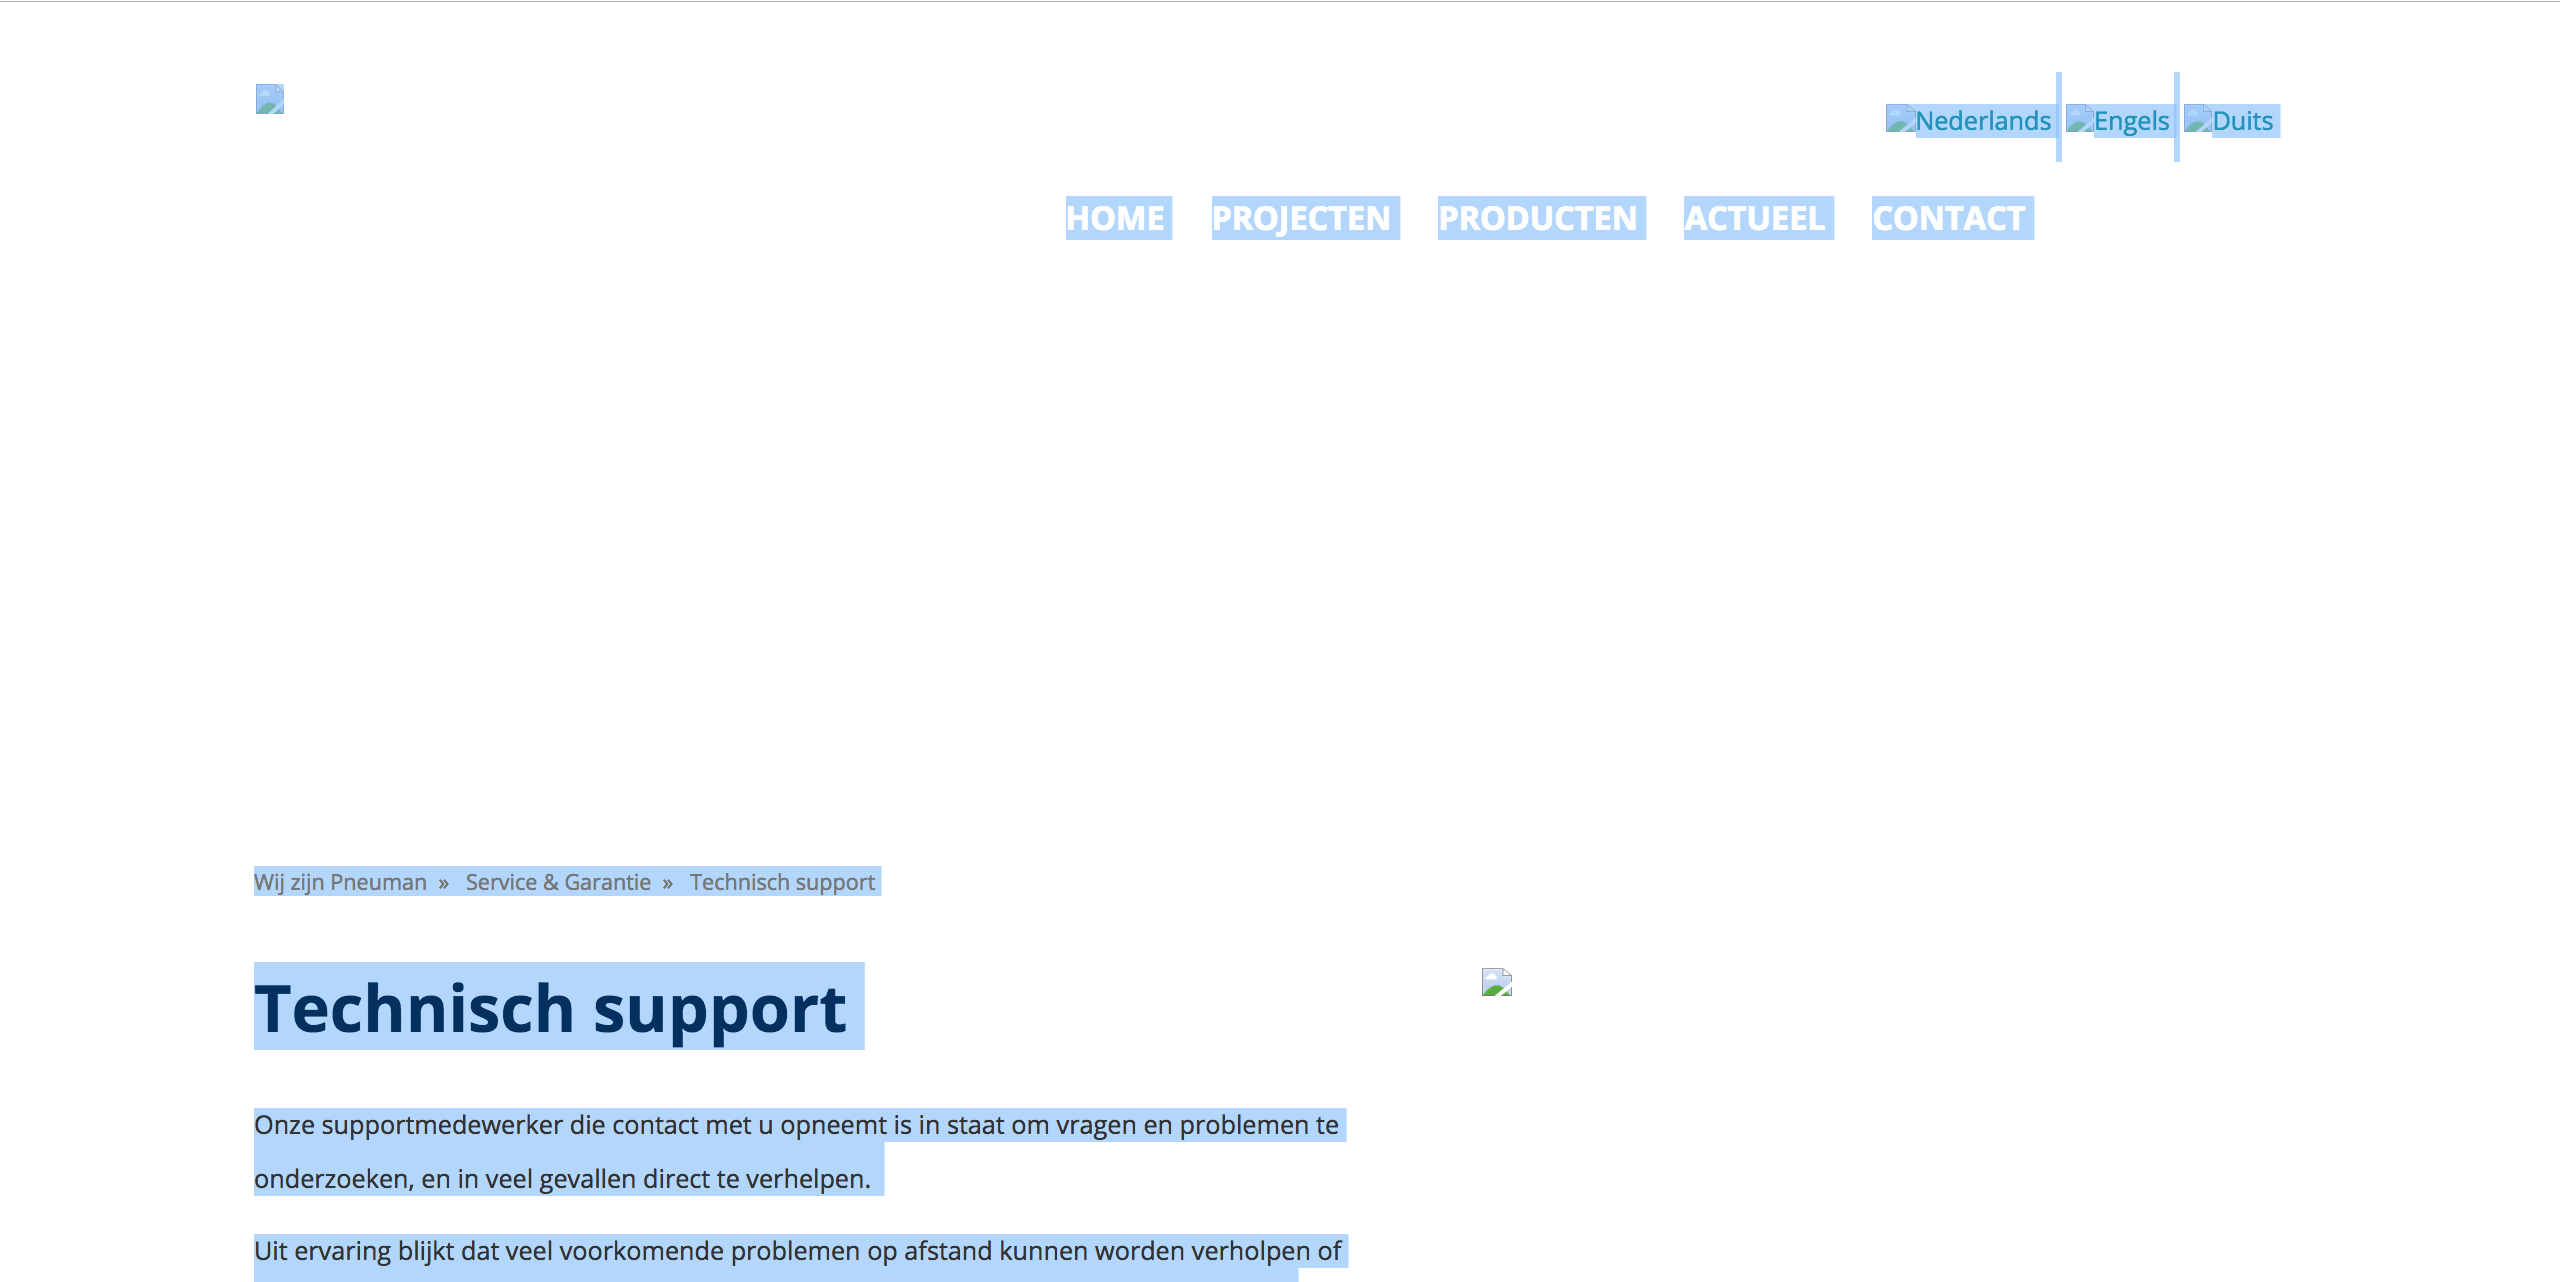 Nederlands Engels Duits
HOME PROJECTEN PRODUCTEN ACTUEEL CONTACT
Wij zijn Pneuman » Service & Garantie » Technisch support
Technisch support
Onze supportmedewerker die contact met u opneemt is in staat om vragen en problemen te
onderzoeken, en in veel gevallen direct te verhelpen.
Uit ervaring blijkt dat veel voorkomende problemen op afstand kunnen worden verholpen of